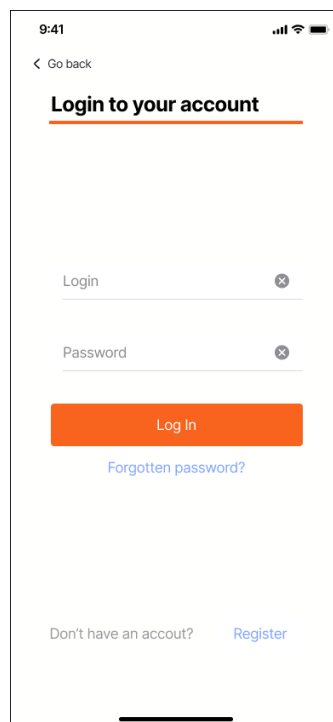 9:41
Go back
Login to your account
Login
Password
Log In
Forgotten password?
Don't have an accout? Register